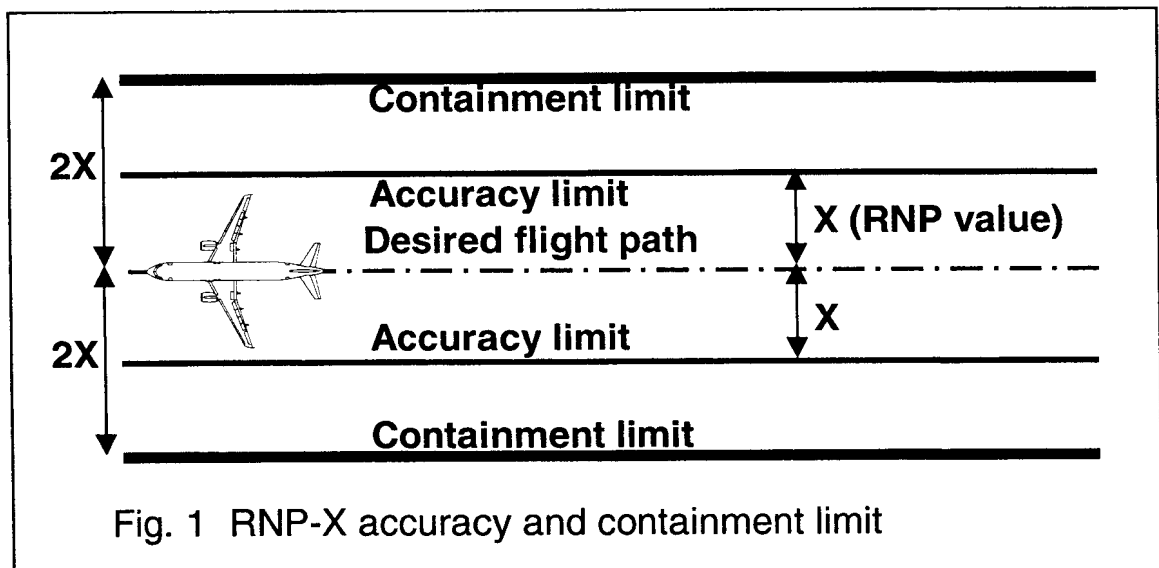 Containment limit
2X
Accuracy limit
X (RNP value)
Desired flight path
X
Accuracy limit
2X
Containment limit
Fig. 1 RNP-X accuracy and containment limit